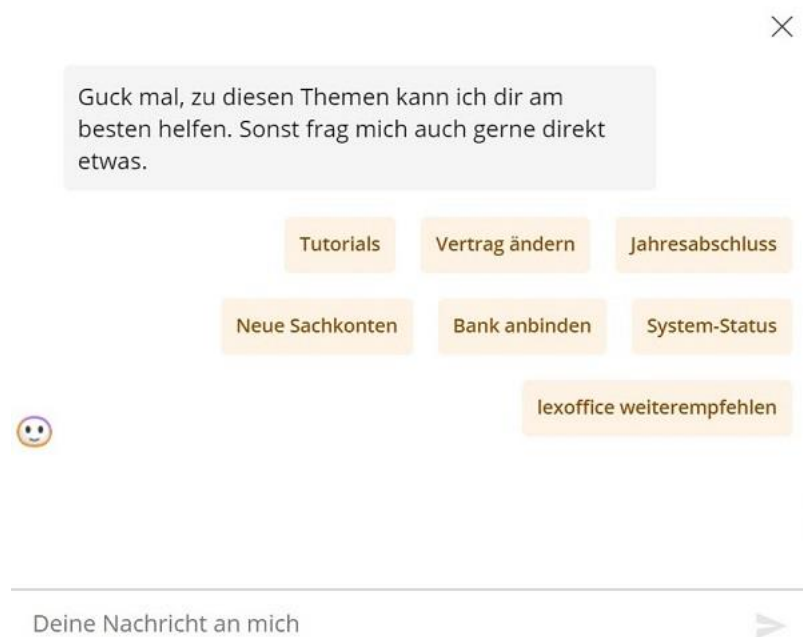 Guck mal, zu diesen Themen kann ich dir am
besten helfen. Sonst frag mich auch gerne direkt
etwas.
Tutorials
Vertrag ändern
Jahresabschluss
Neue Sachkonten
Bank anbinden
System-Status
lexoffice weiterempfehlen
Deine Nachricht an mich